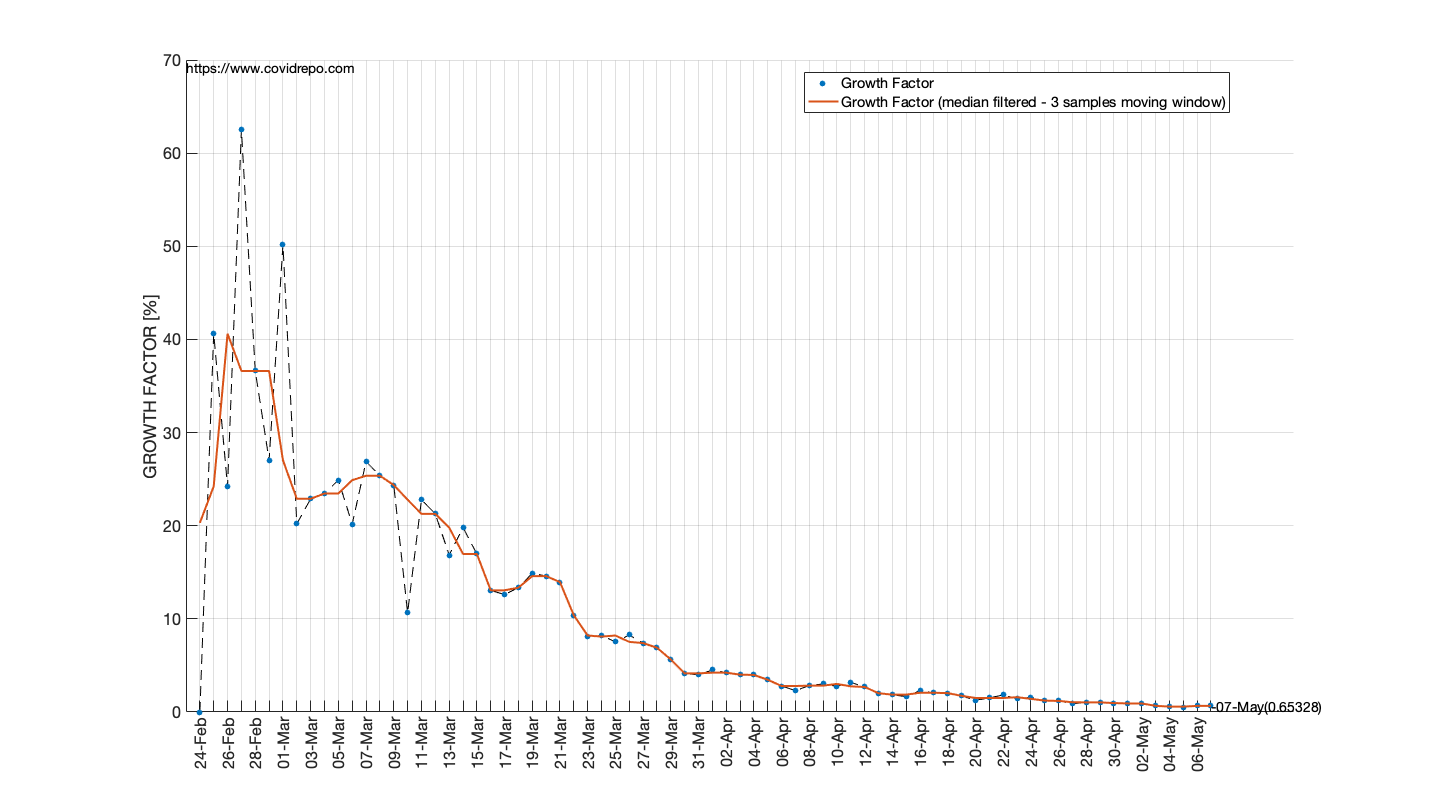 https://www.covidrepo.com
Growth Factor
Growth Factor (median filtered - 3 samples moving window)
GROWTH FACTOR [%]
70
60
50
40
30
20
10
0
07-May(0.65328)
24-Feb
26-Feb
28-Feb
01-Mar
03-Mar
05-Mar
07-Mar
09-Mar
11-Mar
13-Mar
15-Mar
17-Mar
19-Mar
21-Mar
23-Mar
25-Mar
27-Mar
29-Mar
31-Mar
02-Apr
04-Apr
06-Apr
08-Apr
10-Apr
12-Apr
14-Apr
16-Apr
18-Apr
20-Apr
22-Apr
24-Apr
26-Apr
28-Apr
30-Apr
02-May
04-May
06-May